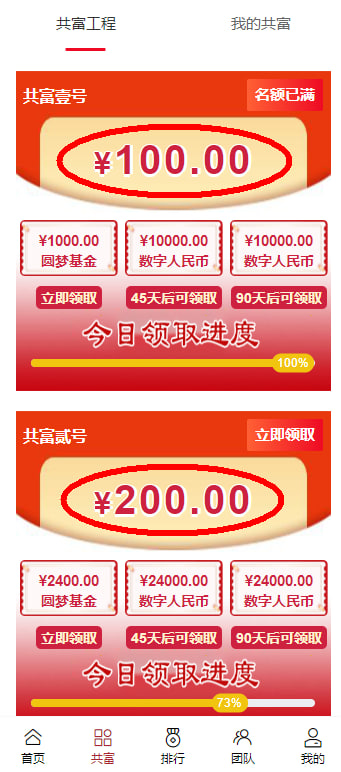 共富工程 我的共富
共富壹号 名额已满
¥100.00
¥1000.00 ¥10000.00 ¥10000.00
圆梦基金 数字人民币 数字人民币
立即领取 45天后可领取 90天后可领取
今日领取进度
100%
共富贰号 立即领取
¥200.00
¥2400.00 ¥24000.00 ¥24000.00
圆梦基金 数字人民币 数字人民币
立即领取 45天后可领取 90天后可领取
今日领取进度
73%
首页 共富 排行 团队 我的